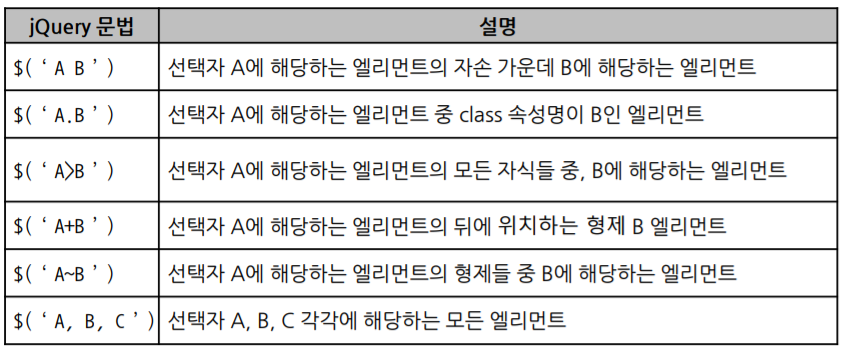 jQuery 문법 설명
$( ‘ A B ’ ) 선택자 A에 해당하는 엘리먼트의 자손 가운데 B에 해당하는 엘리먼트
$( ‘ A.B ’ ) 선택자 A에 해당하는 엘리먼트 중 class 속성명이 B인 엘리먼트
$( ‘ A>B ’ ) 선택자 A에 해당하는 엘리먼트의 모든 자식들 중, B에 해당하는 엘리먼트
$( ‘ A+B ’ ) 선택자 A에 해당하는 엘리먼트의 뒤에 위치하는 형제 B 엘리먼트
$( ‘ A~B ’ ) 선택자 A에 해당하는 엘리먼트의 형제들 중 B에 해당하는 엘리먼트
$( ‘ A, B, C ’ ) 선택자 A, B, C 각각에 해당하는 모든 엘리먼트